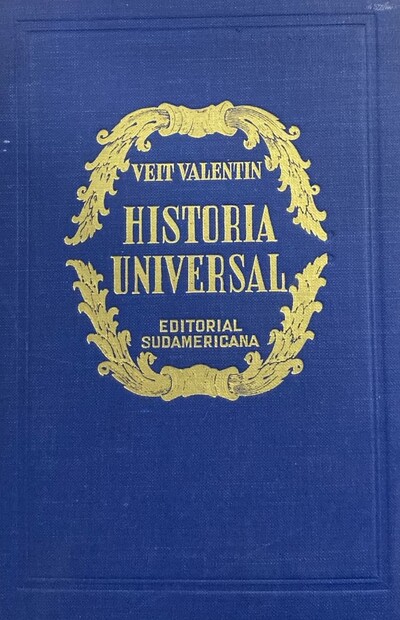 VEIT VALENTIN
HISTORIA
UNIVERSAL
EDITORIAL
SUDAMERICANA